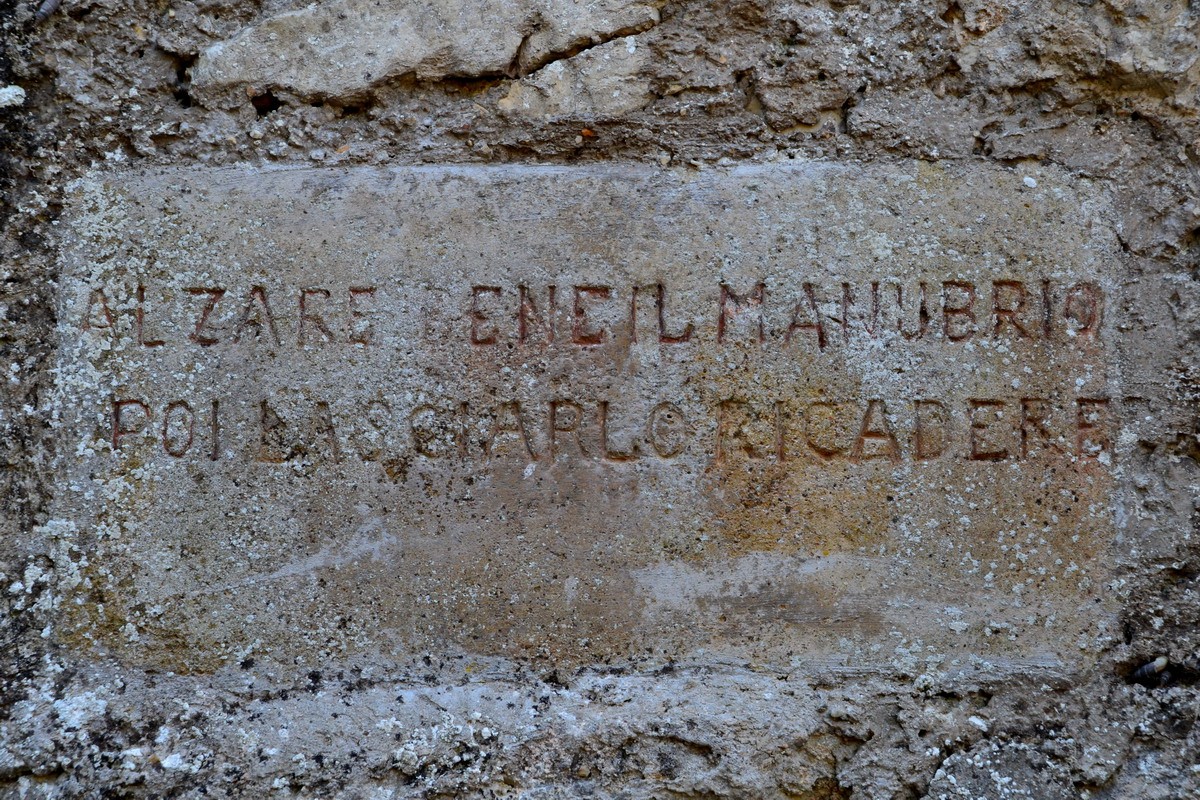 ALZARE BENE IL MANUBRIO
POI LASCIARLO RICADERE